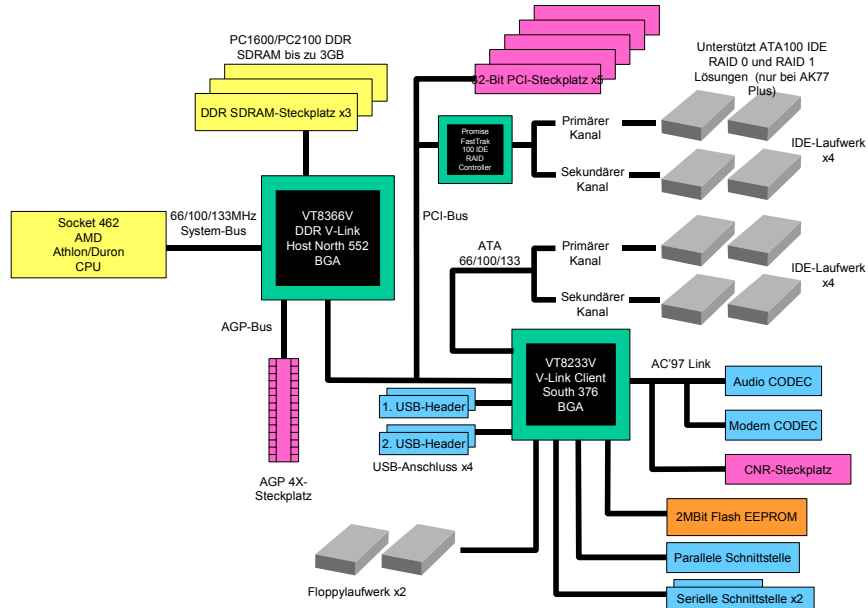 PC1600/PC2100 DDR
SDRAM bis zu 3GB
DDR SDRAM-Steckplatz x3
32-Bit PCI-Steckplatz x5
Unterstützt ATA100 IDE
RAID 0 und RAID 1
Lösungen (nur bei AK77
Plus)
Promise
FastTrak
100 IDE
RAID
Controller
Primärer
Kanal
Sekundärer
Kanal
IDE-Laufwerk
x4
Socket 462
AMD
Athlon/Duron
CPU
66/100/133MHz
System-Bus
VT8366V
DDR V-Link
Host North 552
BGA
PCI-Bus
ATA
66/100/133
Primärer
Kanal
Sekundärer
Kanal
IDE-Laufwerk
x4
AGP-Bus
AGP 4X-
Steckplatz
VT8233V
V-Link Client
South 376
BGA
1. USB-Header
2. USB-Header
USB-Anschluss x4
AC'97 Link
Audio CODEC
Modem CODEC
CNR-Steckplatz
2MBit Flash EEPROM
Parallele Schnittstelle
Serielle Schnittstelle x2
Floppylaufwerk x2